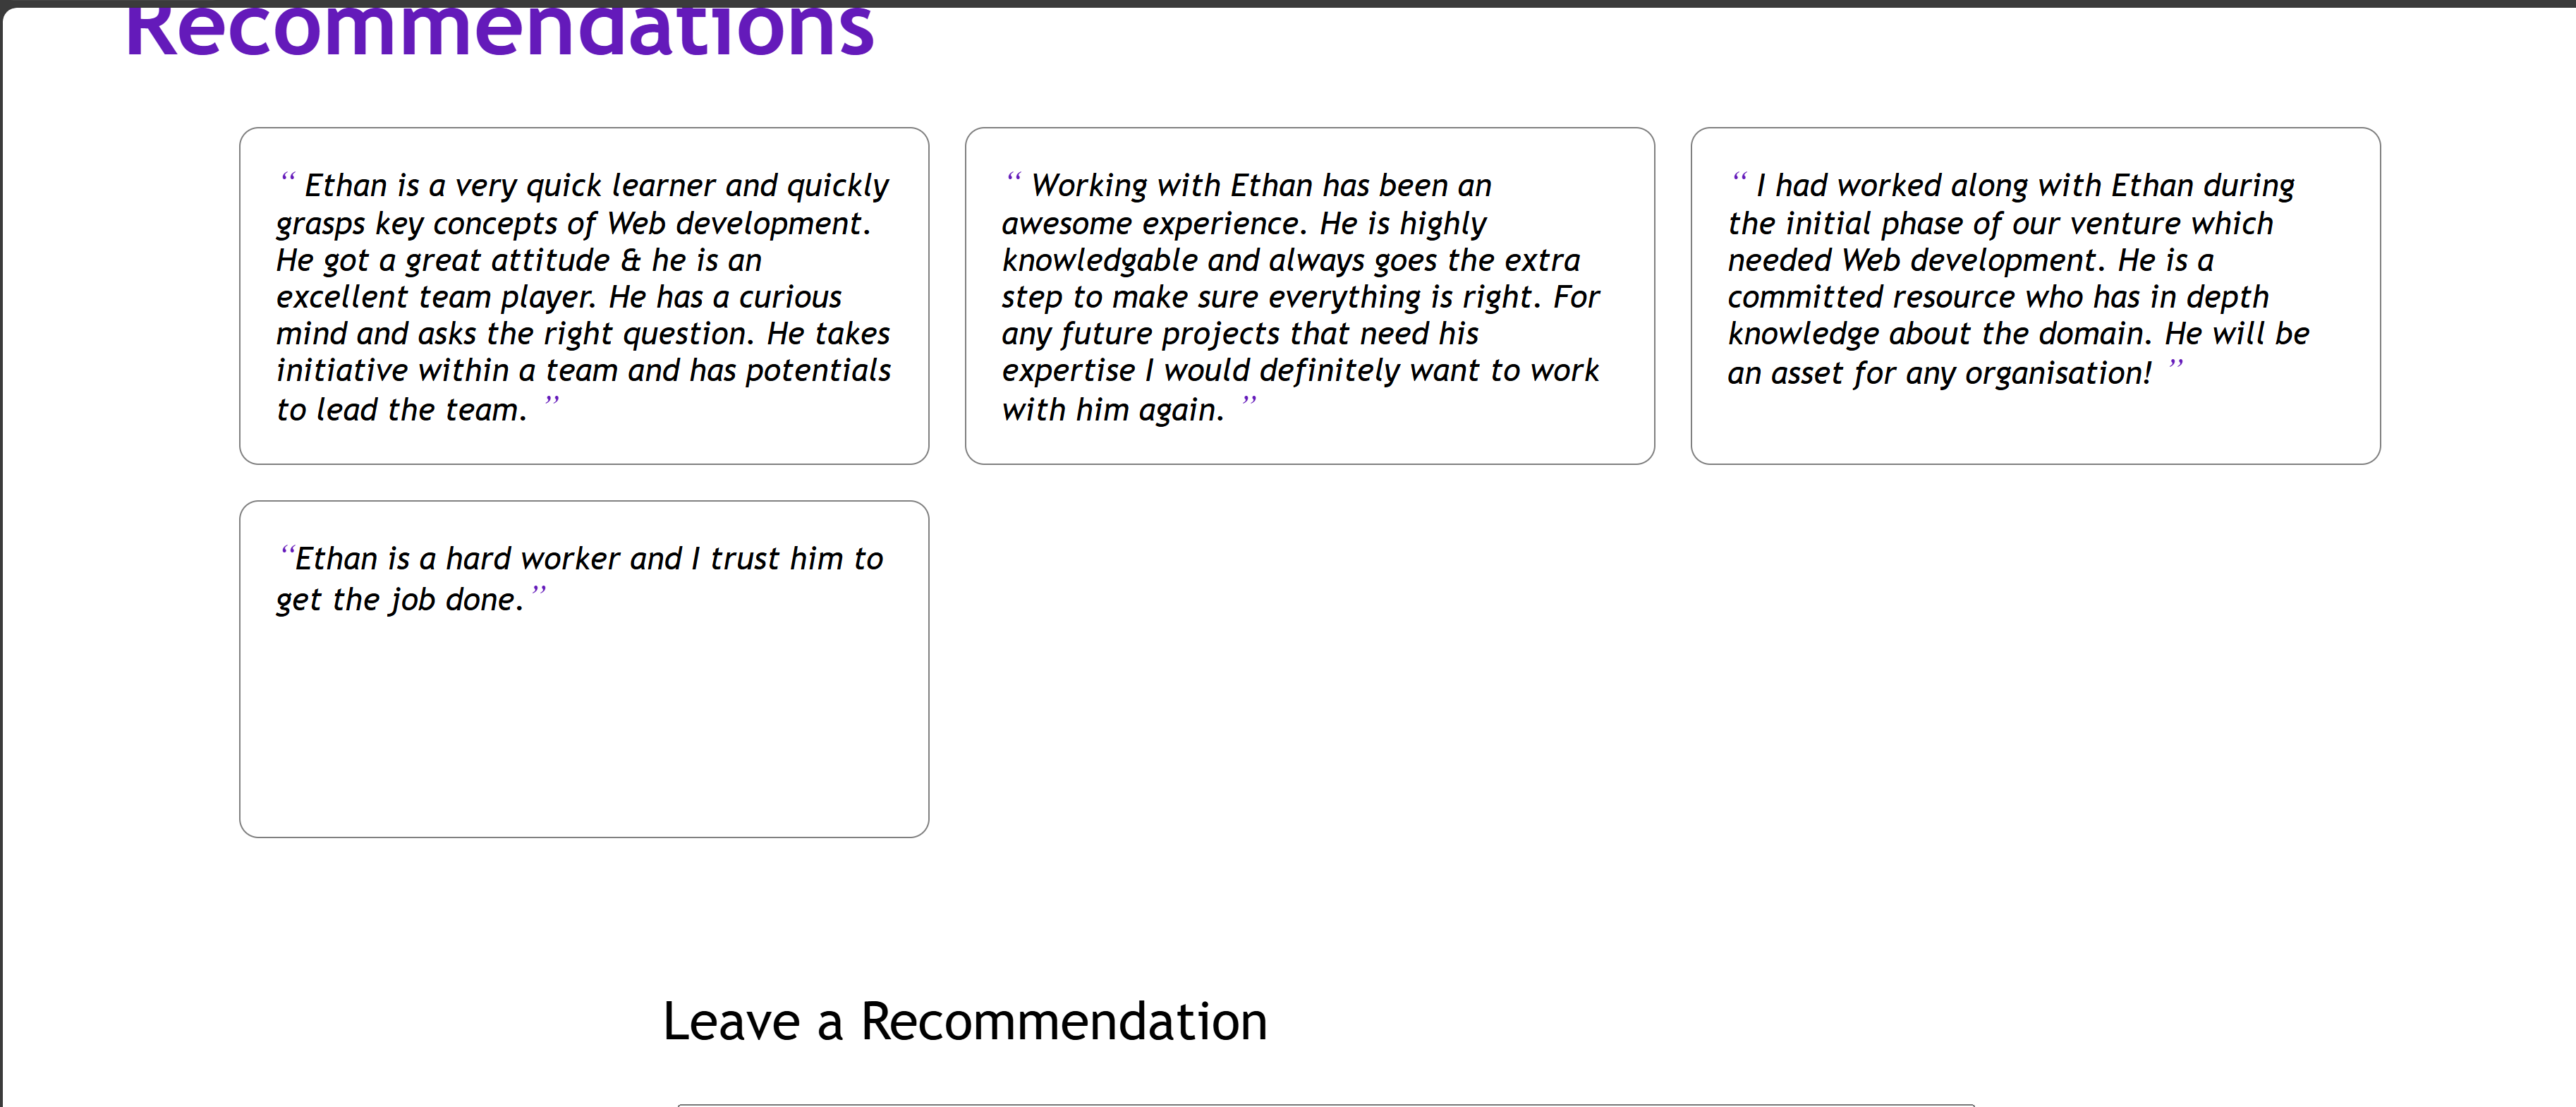 Recommendations
“ Ethan is a very quick learner and quickly
grasps key concepts of Web development.
He got a great attitude & he is an
excellent team player. He has a curious
mind and asks the right question. He takes
initiative within a team and has potentials
to lead the team. ”
“ Working with Ethan has been an
awesome experience. He is highly
knowledgable and always goes the extra
step to make sure everything is right. For
any future projects that need his
expertise I would definitely want to work
with him again. ”
“ I had worked along with Ethan during
the initial phase of our venture which
needed Web development. He is a
committed resource who has in depth
knowledge about the domain. He will be
an asset for any organisation! ”
“Ethan is a hard worker and I trust him to
get the job done.”
Leave a Recommendation